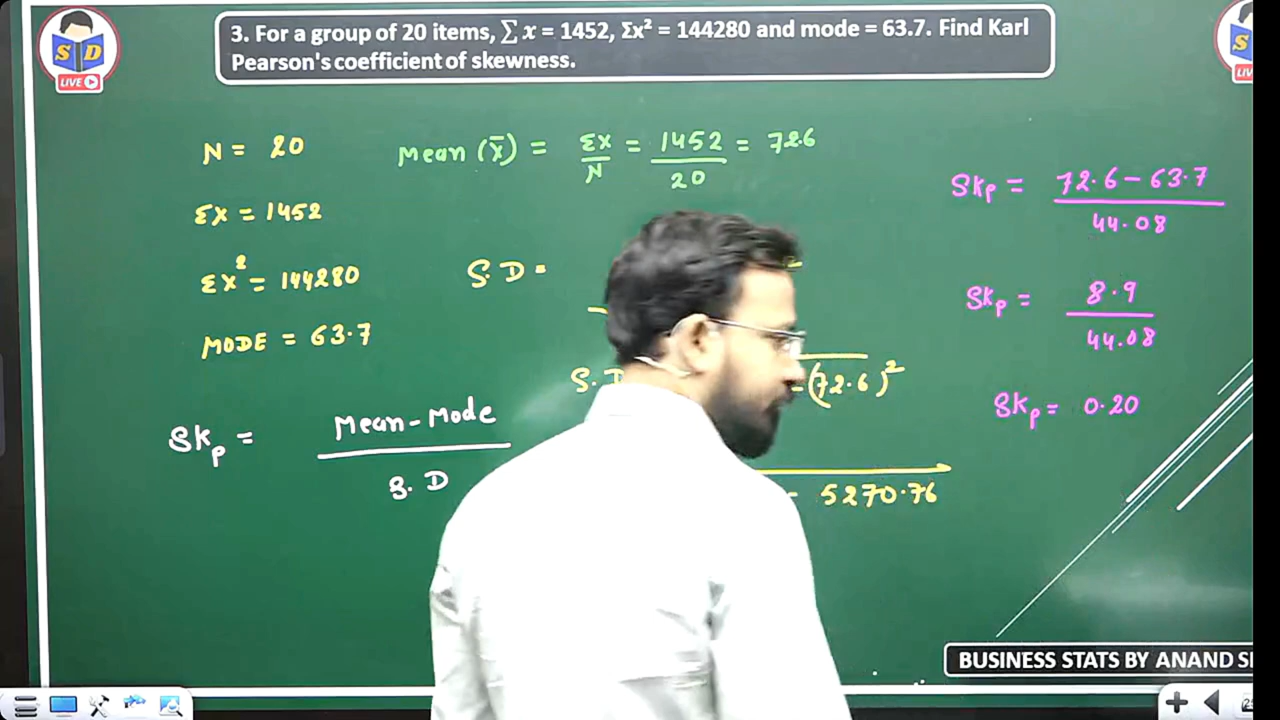 3. For a group of 20 items, ∑ x = 1452, Σx² = 144280 and mode = 63.7. Find Karl
Pearson's coefficient of skewness.
S D
LIVE
N = 20
Σx = 1452
Σx² = 144280
MODE = 63.7
SKp = Mean - Mode
S.D
Mean (x̄) = Σx / N = 1452 / 20 = 72.6
S.D =
S.D
(72.6)²
5270.76
SKp = 72.6 - 63.7
44.08
SKp = 8.9
44.08
SKp = 0.20
BUSINESS STATS BY ANAND